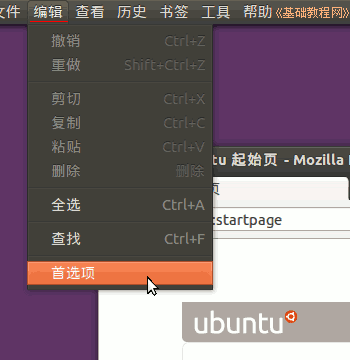 文件 编辑 查看 历史 书签 工具 帮助 《基础教程网》
撤销 Ctrl+Z
重做 Shift+Ctrl+Z
剪切 Ctrl+X
复制 Ctrl+C
粘贴 Ctrl+V
删除 删除
全选 Ctrl+A
查找 Ctrl+F
首选项
tu 起始页 - Mozilla
页
:startpage
ubuntu